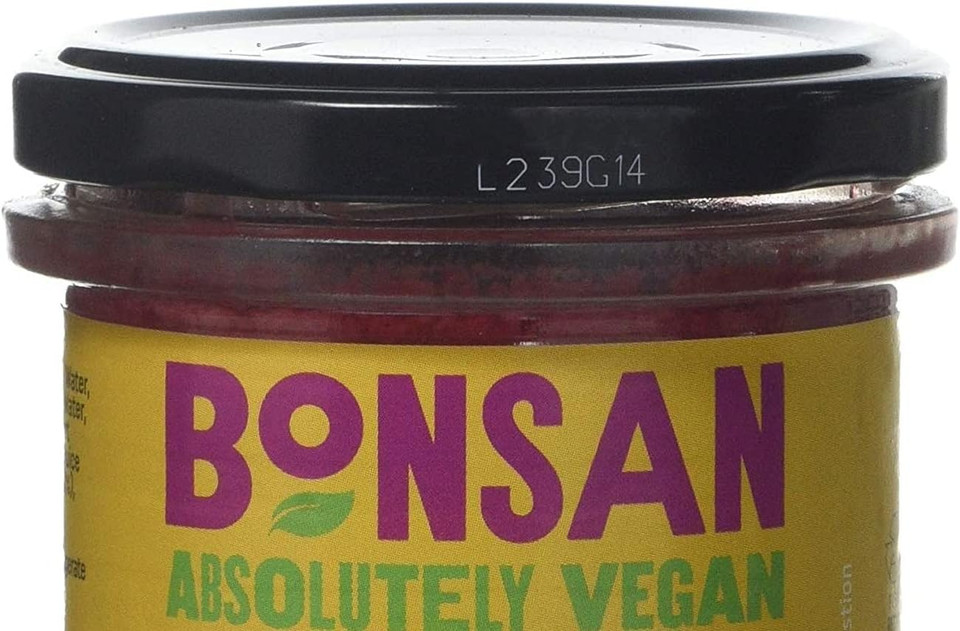 L239G14
BONSAN
ABSOLUTELY VEGAN